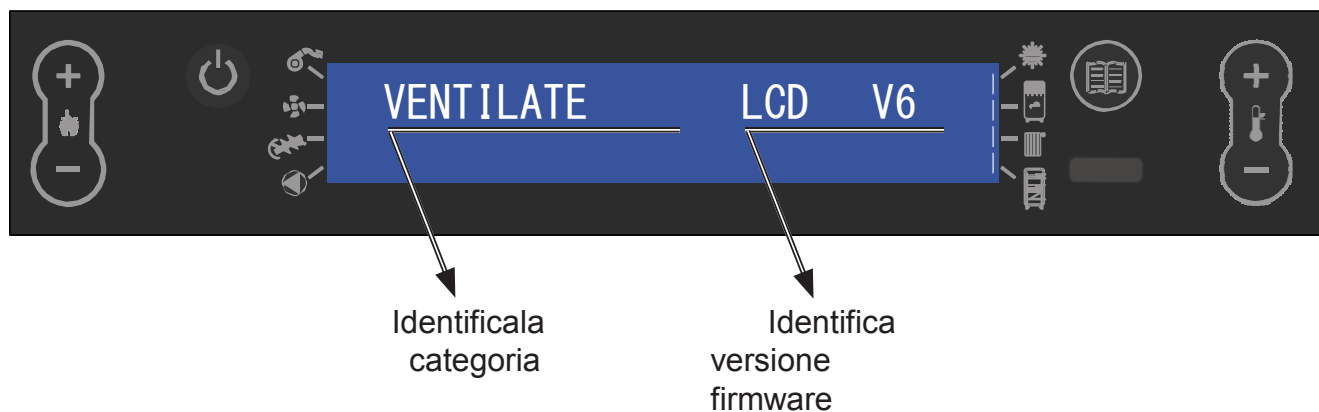 VENTILATE LCD V6
Identificala
categoria
Identifica
versione
firmware